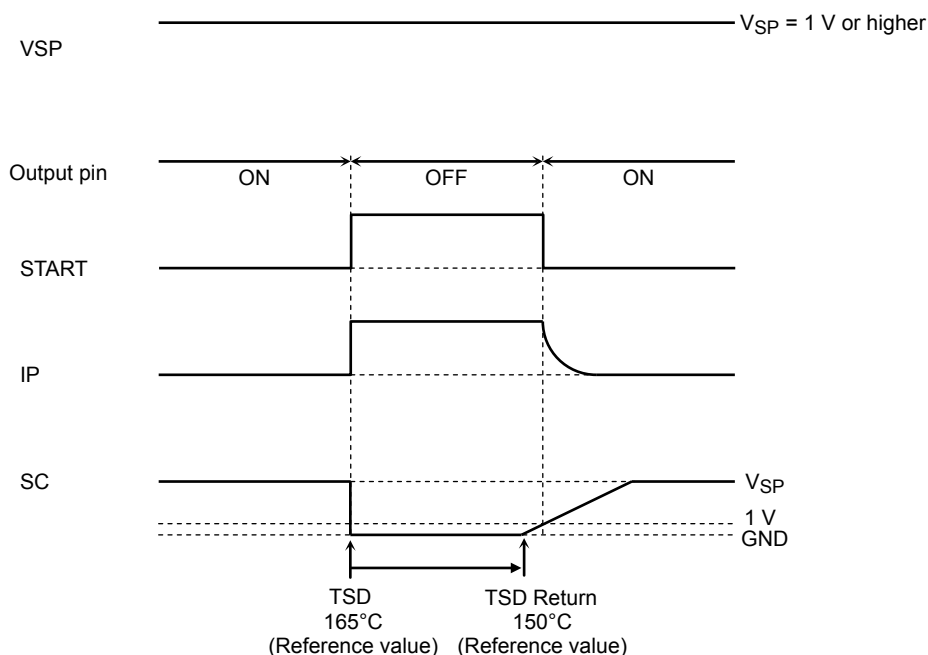 V_SP = 1 V or higher
VSP
Output pin
ON
OFF
ON
START
IP
SC
V_SP
1 V
GND
TSD
165°C
(Reference value)
TSD Return
150°C
(Reference value)